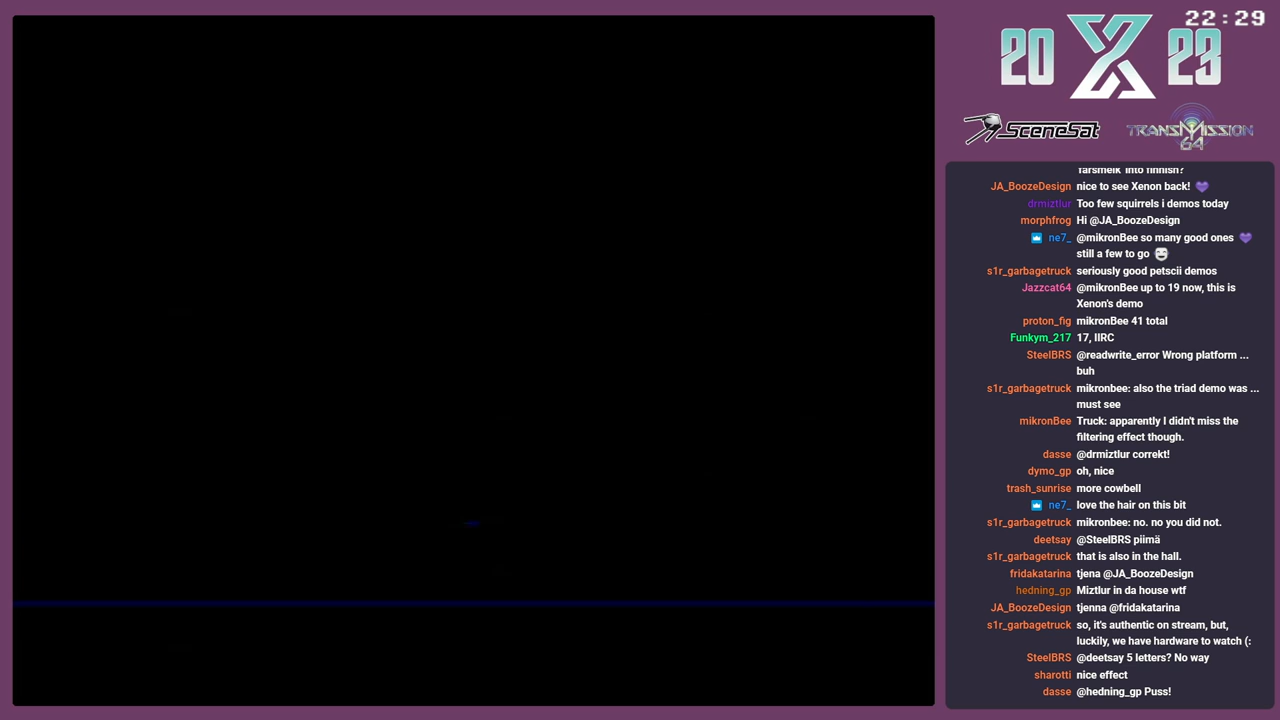 22:29
20 X 23
SceneSat
TRANSMISSION
64
farsmelk into finnish?
JA_BoozeDesign nice to see Xenon back!
drmiztlur Too few squirrels i demos today
morphfrog Hi @JA_BoozeDesign
ne7_ @mikronBee so many good ones
still a few to go
s1r_garbagetruck seriously good petscii demos
Jazzcat64 @mikronBee up to 19 now, this is
Xenon's demo
proton_fig mikronBee 41 total
Funkym_217 17, IIRC
SteelBRS @readwrite_error Wrong platform ...
buh
s1r_garbagetruck mikronbee: also the triad demo was ...
must see
mikronBee Truck: apparently I didn't miss the
filtering effect though.
dasse @drmiztlur correkt!
dymo_gp oh, nice
trash_sunrise more cowbell
ne7_ love the hair on this bit
s1r_garbagetruck mikronbee: no. no you did not.
deetsay @SteelBRS piimä
s1r_garbagetruck that is also in the hall.
fridakatarina tjena @JA_BoozeDesign
hedning_gp Miztlur in da house wtf
JA_BoozeDesign tjenna @fridakatarina
s1r_garbagetruck so, it's authentic on stream, but,
luckily, we have hardware to watch (:
SteelBRS @deetsay 5 letters? No way
sharotti nice effect
dasse @hedning_gp Puss!